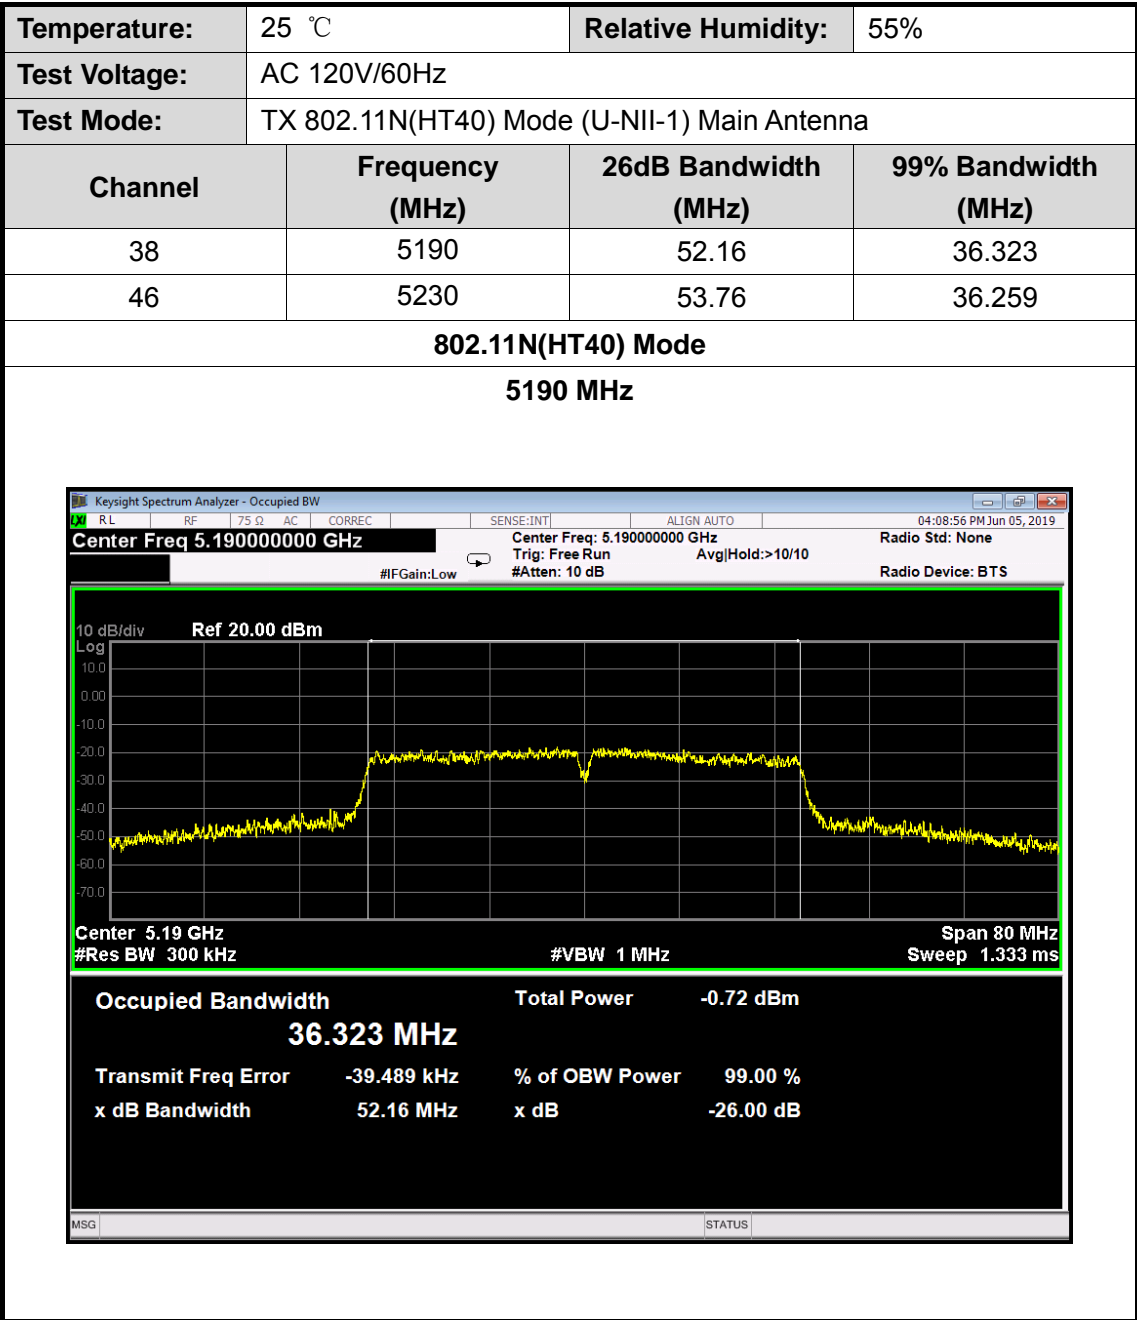 Temperature: 25 ℃ Relative Humidity: 55%
Test Voltage: AC 120V/60Hz
Test Mode: TX 802.11N(HT40) Mode (U-NII-1) Main Antenna
Channel Frequency (MHz) 26dB Bandwidth (MHz) 99% Bandwidth (MHz)
38 5190 52.16 36.323
46 5230 53.76 36.259
802.11N(HT40) Mode
5190 MHz
Keysight Spectrum Analyzer - Occupied BW
LXI RL RF 75 Ω AC CORREC SENSE:INT ALIGN AUTO 04:08:56 PM Jun 05, 2019
Center Freq 5.190000000 GHz Center Freq: 5.190000000 GHz Radio Std: None
Trig: Free Run Avg|Hold:>10/10
#IFGain:Low #Atten: 10 dB Radio Device: BTS
10 dB/div Ref 20.00 dBm
Log
10.0
0.00
-10.0
-20.0
-30.0
-40.0
-50.0
-60.0
-70.0
Center 5.19 GHz Span 80 MHz
#Res BW 300 kHz #VBW 1 MHz Sweep 1.333 ms
Occupied Bandwidth Total Power -0.72 dBm
36.323 MHz
Transmit Freq Error -39.489 kHz % of OBW Power 99.00 %
x dB Bandwidth 52.16 MHz x dB -26.00 dB
MSG STATUS